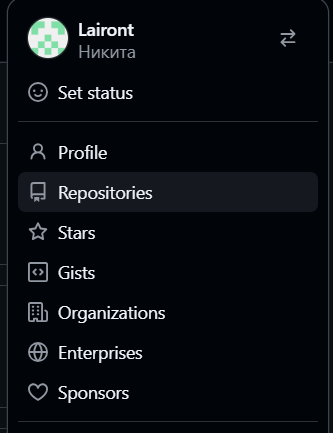 Lairont
Никита
Set status
Profile
Repositories
Stars
Gists
Organizations
Enterprises
Sponsors